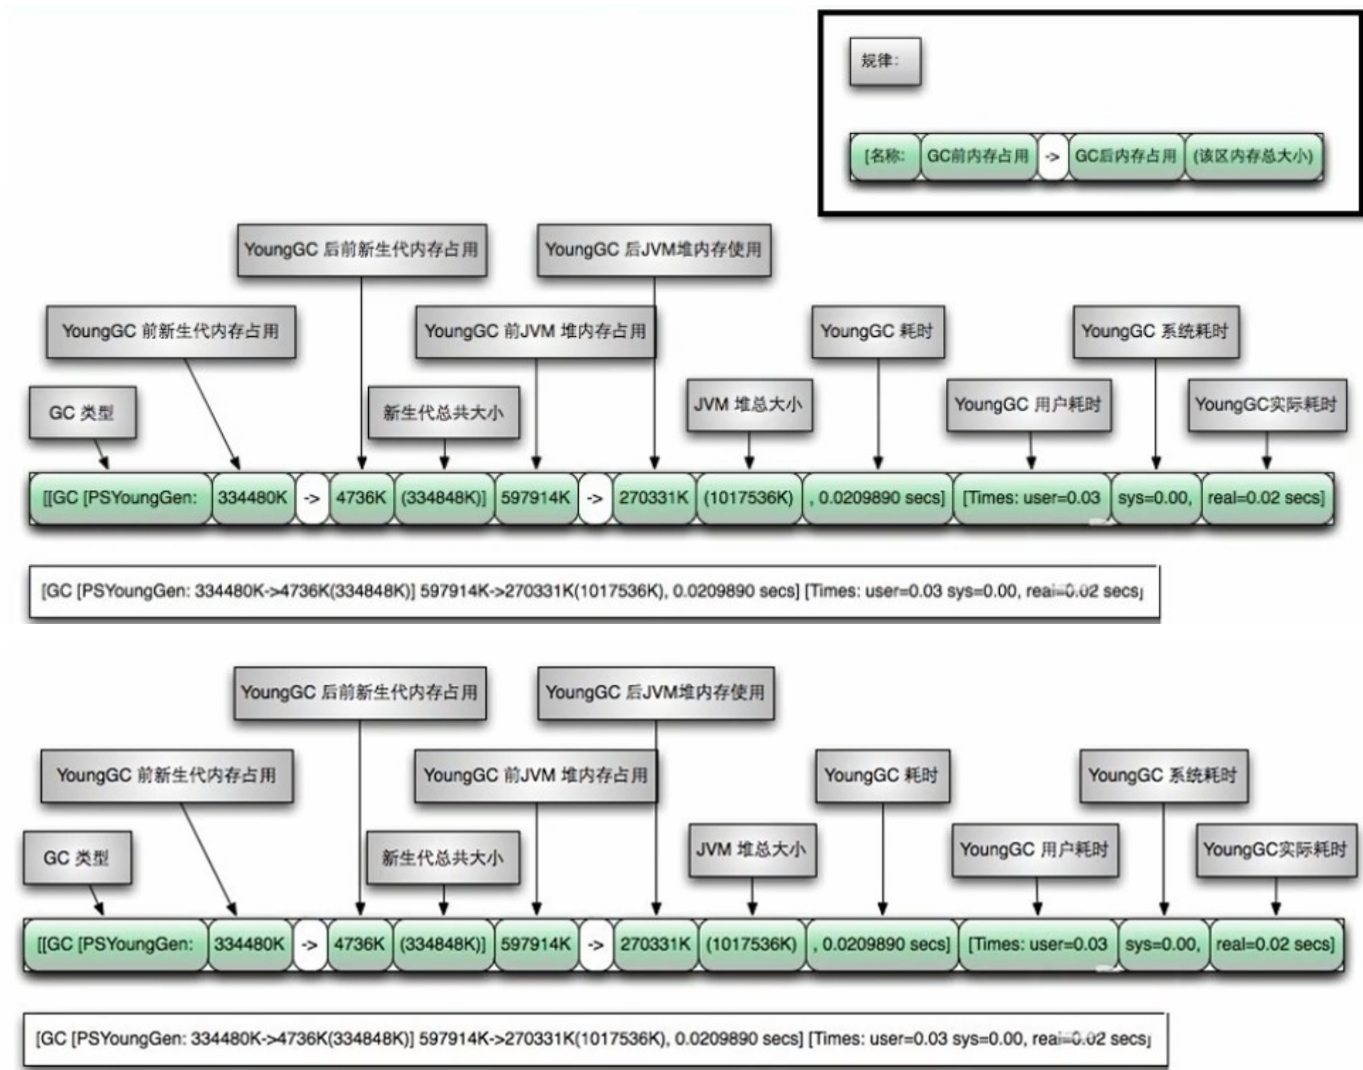 规律：
[名称: GC前内存占用 -> GC后内存占用 (该区内存总大小)
YoungGC 后前新生代内存占用 YoungGC 后JVM堆内存使用
YoungGC 前新生代内存占用 YoungGC 前JVM 堆内存占用 YoungGC 耗时 YoungGC 系统耗时
GC 类型 新生代总共大小 JVM 堆总大小 YoungGC 用户耗时 YoungGC实际耗时
[[GC [PSYoungGen: 334480K -> 4736K (334848K)] 597914K -> 270331K (1017536K) , 0.0209890 secs] [Times: user=0.03 sys=0.00, real=0.02 secs]
[GC [PSYoungGen: 334480K->4736K(334848K)] 597914K->270331K(1017536K), 0.0209890 secs] [Times: user=0.03 sys=0.00, real=0.02 secs]
YoungGC 后前新生代内存占用 YoungGC 后JVM堆内存使用
YoungGC 前新生代内存占用 YoungGC 前JVM 堆内存占用 YoungGC 耗时 YoungGC 系统耗时
GC 类型 新生代总共大小 JVM 堆总大小 YoungGC 用户耗时 YoungGC实际耗时
[[GC [PSYoungGen: 334480K -> 4736K (334848K)] 597914K -> 270331K (1017536K) , 0.0209890 secs] [Times: user=0.03 sys=0.00, real=0.02 secs]
[GC [PSYoungGen: 334480K->4736K(334848K)] 597914K->270331K(1017536K), 0.0209890 secs] [Times: user=0.03 sys=0.00, real=0.02 secs]